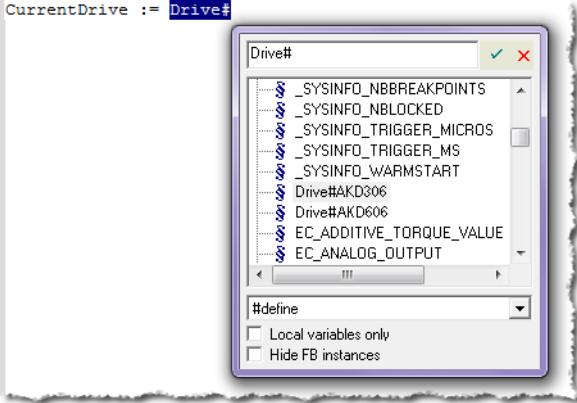 CurrentDrive := Drive#
Drive#
_SYSINFO_NBBREAKPOINTS
_SYSINFO_NBLOCKED
_SYSINFO_TRIGGER_MICROS
_SYSINFO_TRIGGER_MS
_SYSINFO_WARMSTART
Drive#AKD306
Drive#AKD606
EC_ADDITIVE_TORQUE_VALUE
EC_ANALOG_OUTPUT
#define
Local variables only
Hide FB instances